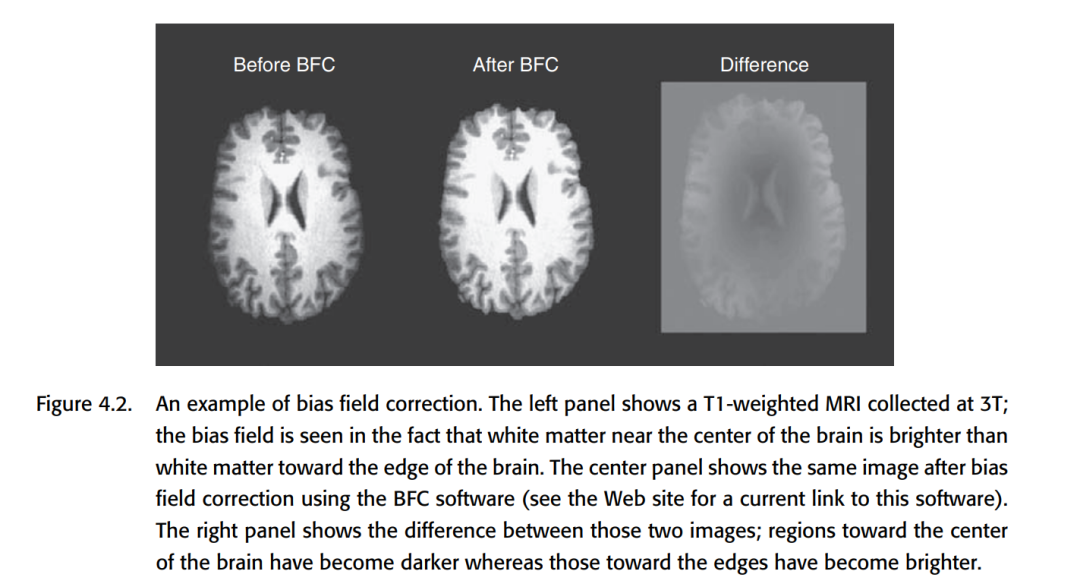 Before BFC After BFC Difference
Figure 4.2. An example of bias field correction. The left panel shows a T1-weighted MRI collected at 3T;
the bias field is seen in the fact that white matter near the center of the brain is brighter than
white matter toward the edge of the brain. The center panel shows the same image after bias
field correction using the BFC software (see the Web site for a current link to this software).
The right panel shows the difference between those two images; regions toward the center
of the brain have become darker whereas those toward the edges have become brighter.